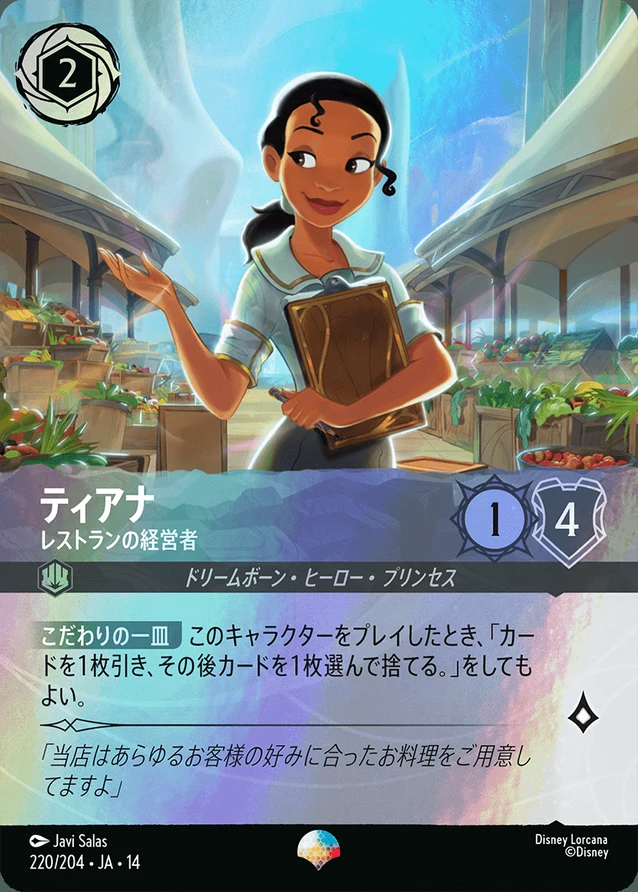 2
ティアナ
レストランの経営者
1
4
ドリームボーン・ヒーロー・プリンセス
こだわりの一皿 このキャラクターをプレイしたとき、「カー
ドを1枚引き、その後カードを1枚選んで捨てる。」をしても
よい。
「当店はあらゆるお客様の好みに合ったお料理をご用意し
てますよ」
Javi Salas
220/204・JA・14
Disney Lorcana
©Disney